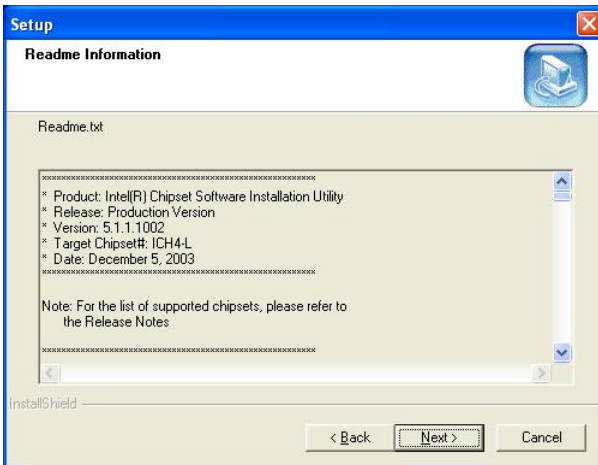 Setup
Readme Information
Readme.txt
****************************************************************
* Product: Intel(R) Chipset Software Installation Utility
* Release: Production Version
* Version: 5.1.1.1002
* Target Chipset#: ICH4-L
* Date: December 5, 2003
****************************************************************
Note: For the list of supported chipsets, please refer to
the Release Notes
****************************************************************
InstallShield
< Back
Next >
Cancel